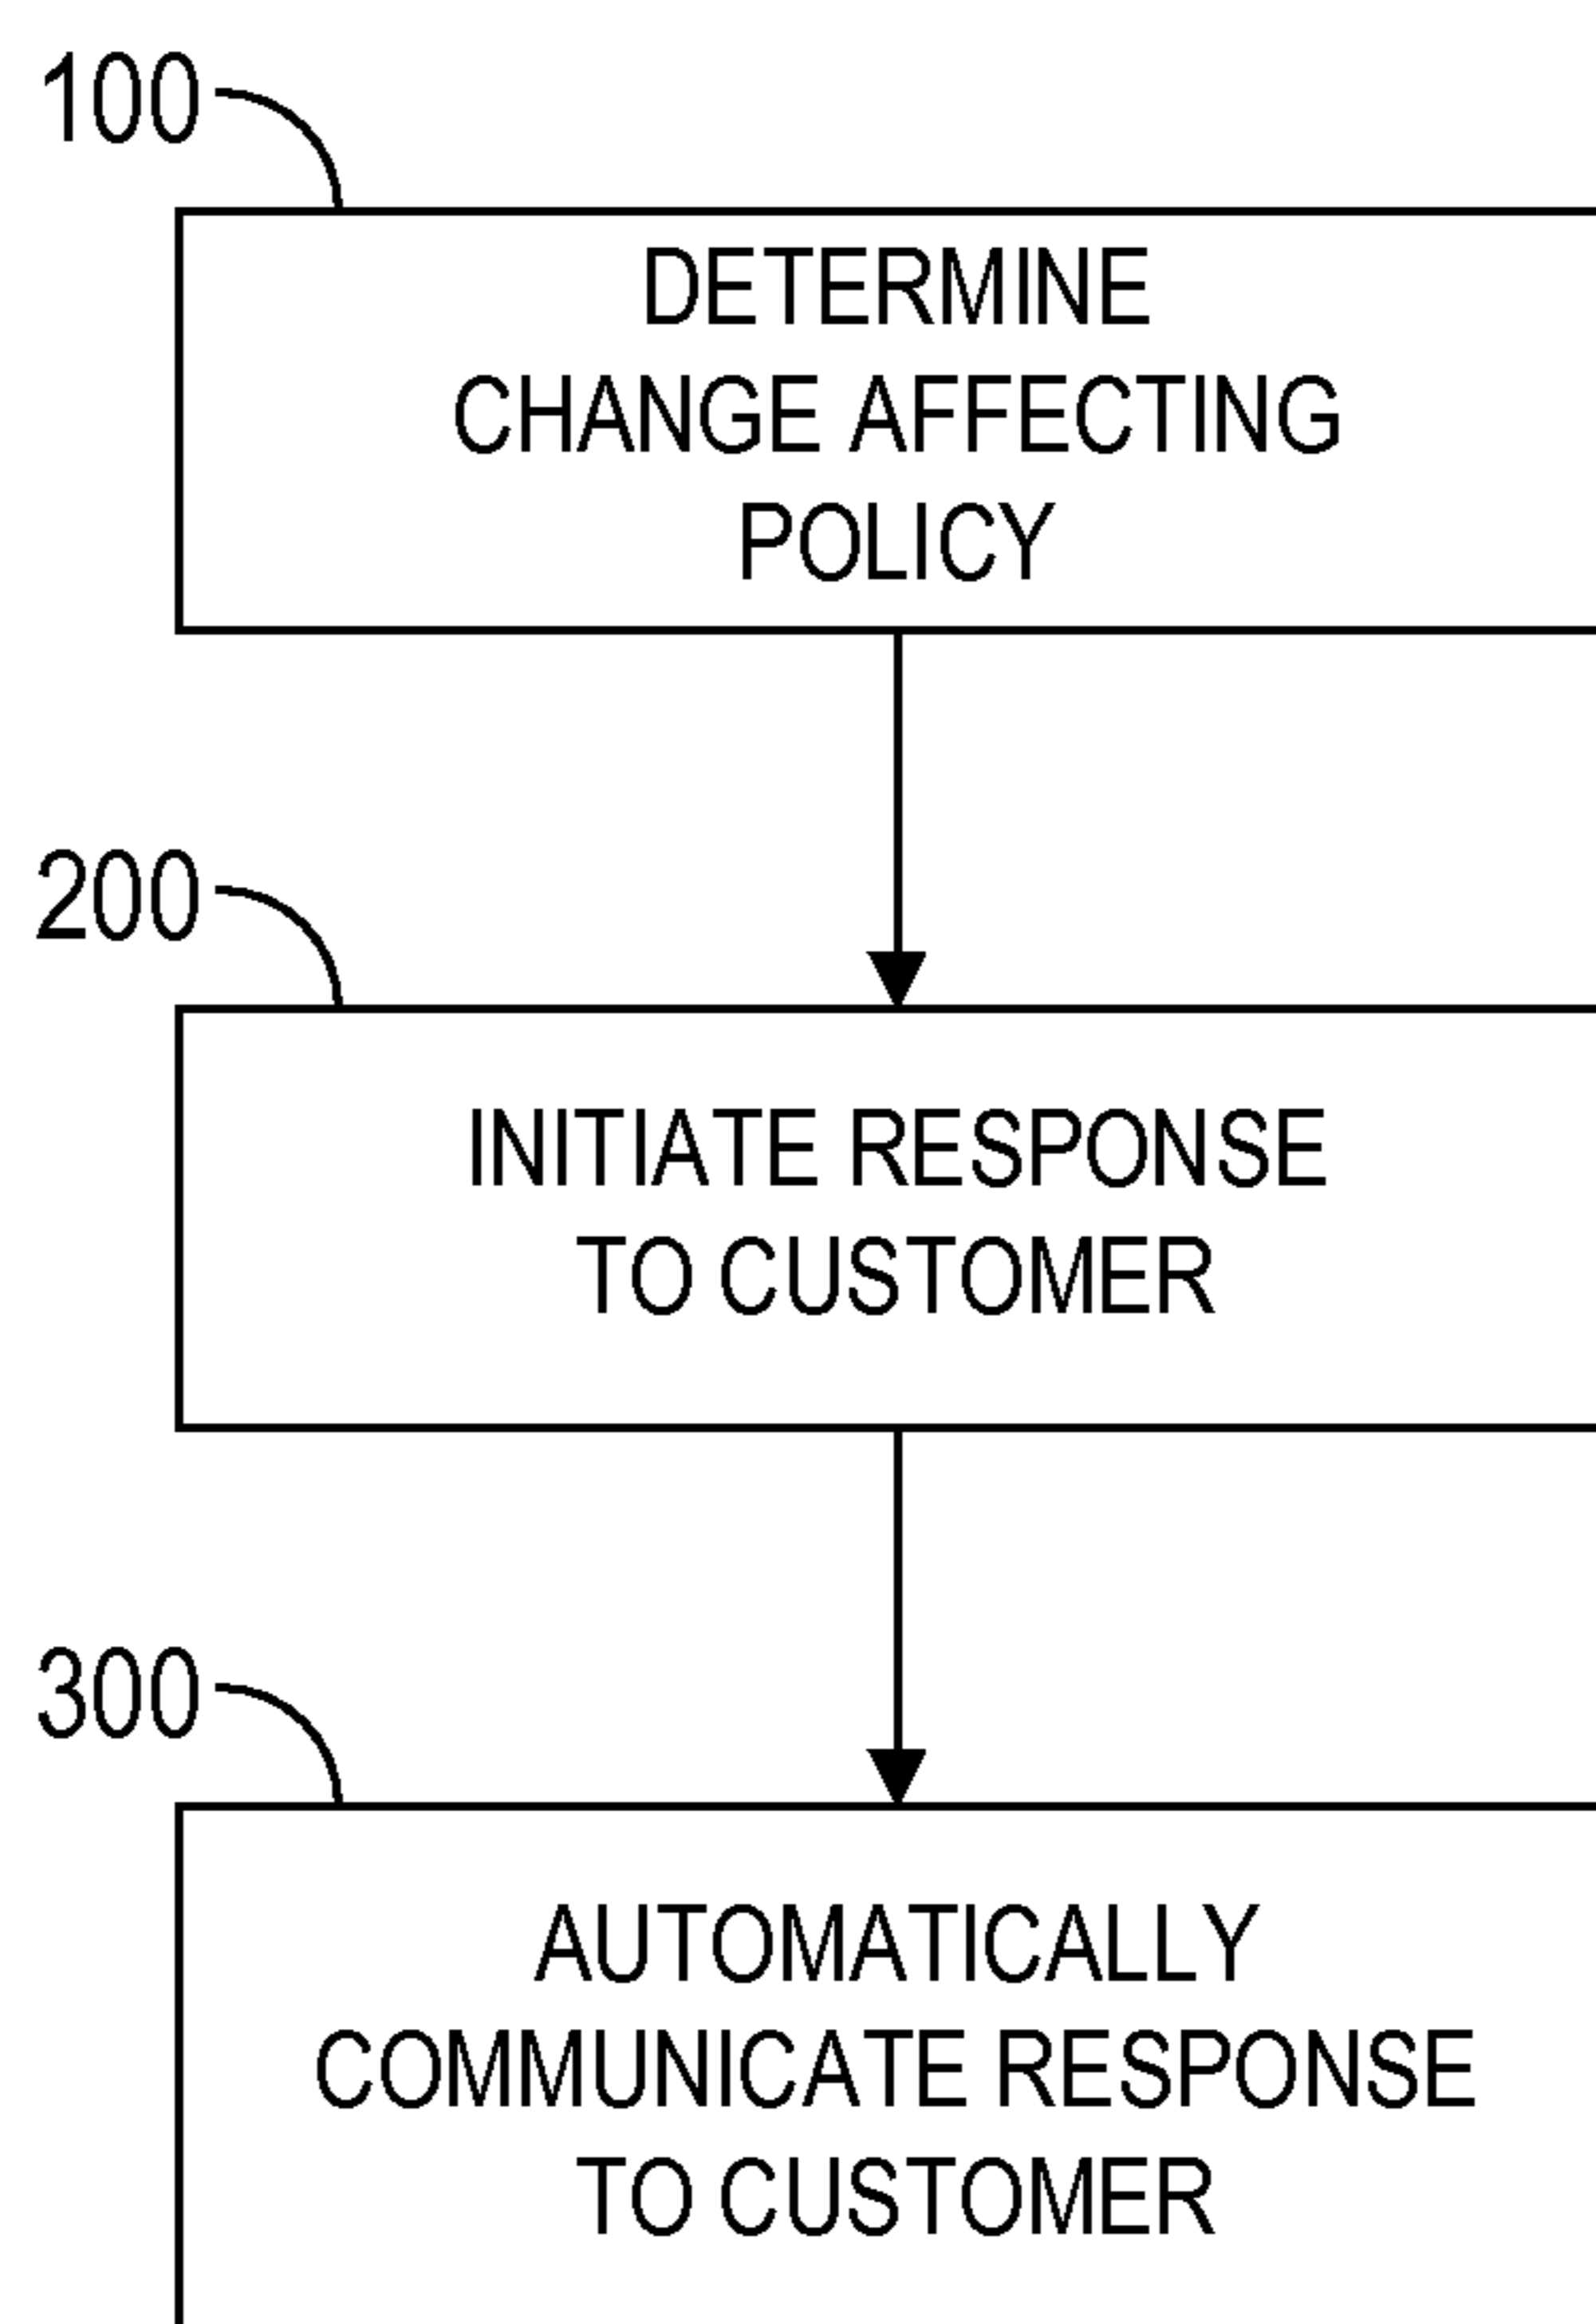 100
DETERMINE
CHANGE AFFECTING
POLICY
200
INITIATE RESPONSE
TO CUSTOMER
300
AUTOMATICALLY
COMMUNICATE RESPONSE
TO CUSTOMER